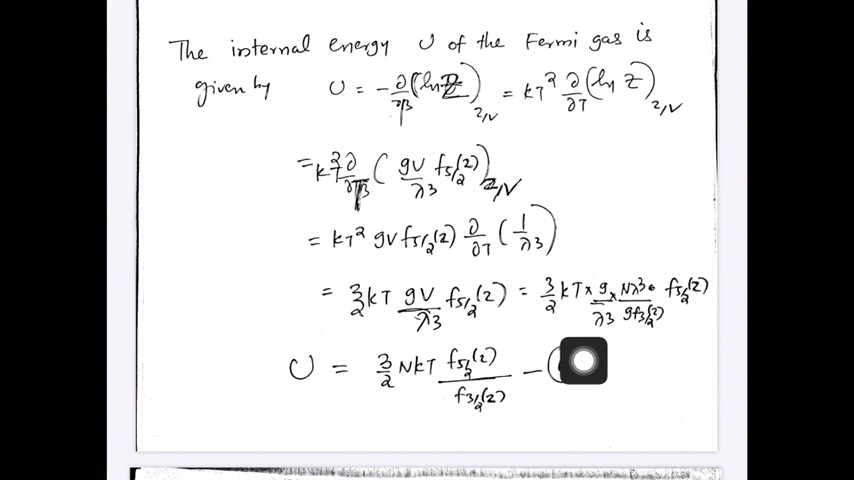 The internal energy U of the Fermi gas is
given by U = -∂/∂β (ln Z)z,V = kT² ∂/∂T (ln Z)z,V
= kT² ∂/∂T ( gV/λ3 f5/2(z) )z,V
= kT² gV f5/2(z) ∂/∂T (1/λ3)
= 3/2 kT gV/λ3 f5/2(z) = 3/2 kT × g/λ3 × Nλ3/gf3/2(z) • f5/2(z)
U = 3/2 NkT f5/2(z)/f3/2(z) –